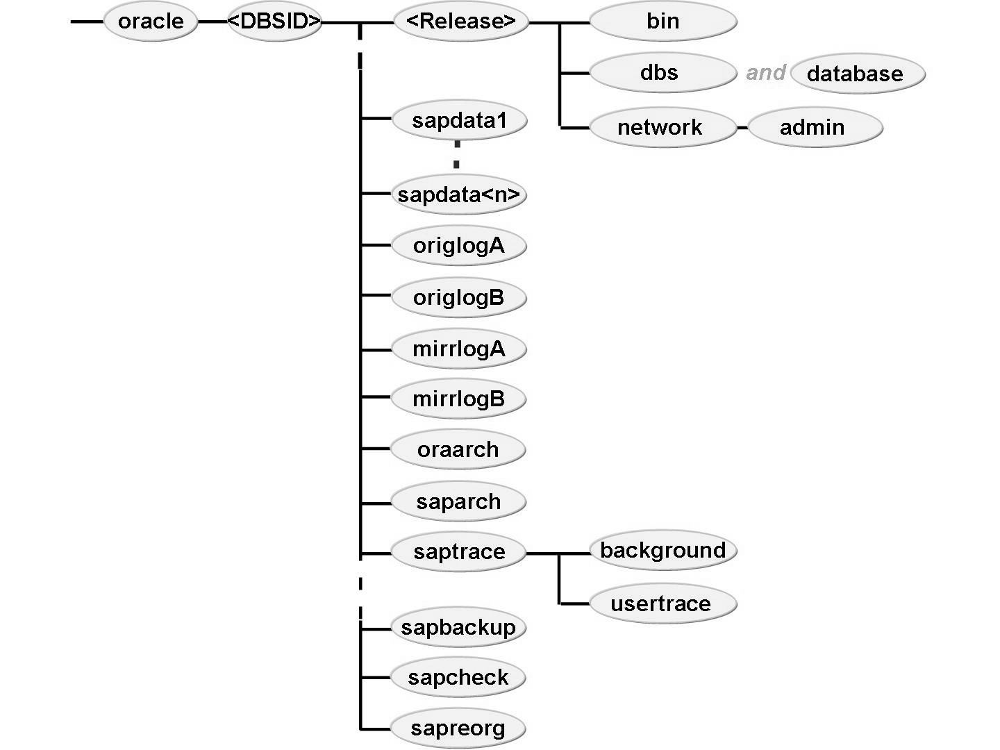 oracle <DBSID> <Release> bin
dbs and database
sapdata1
network admin
sapdata<n>
origlogA
origlogB
mirrlogA
mirrlogB
oraarch
saparch
saptrace background
usertrace
sapbackup
sapcheck
sapreorg